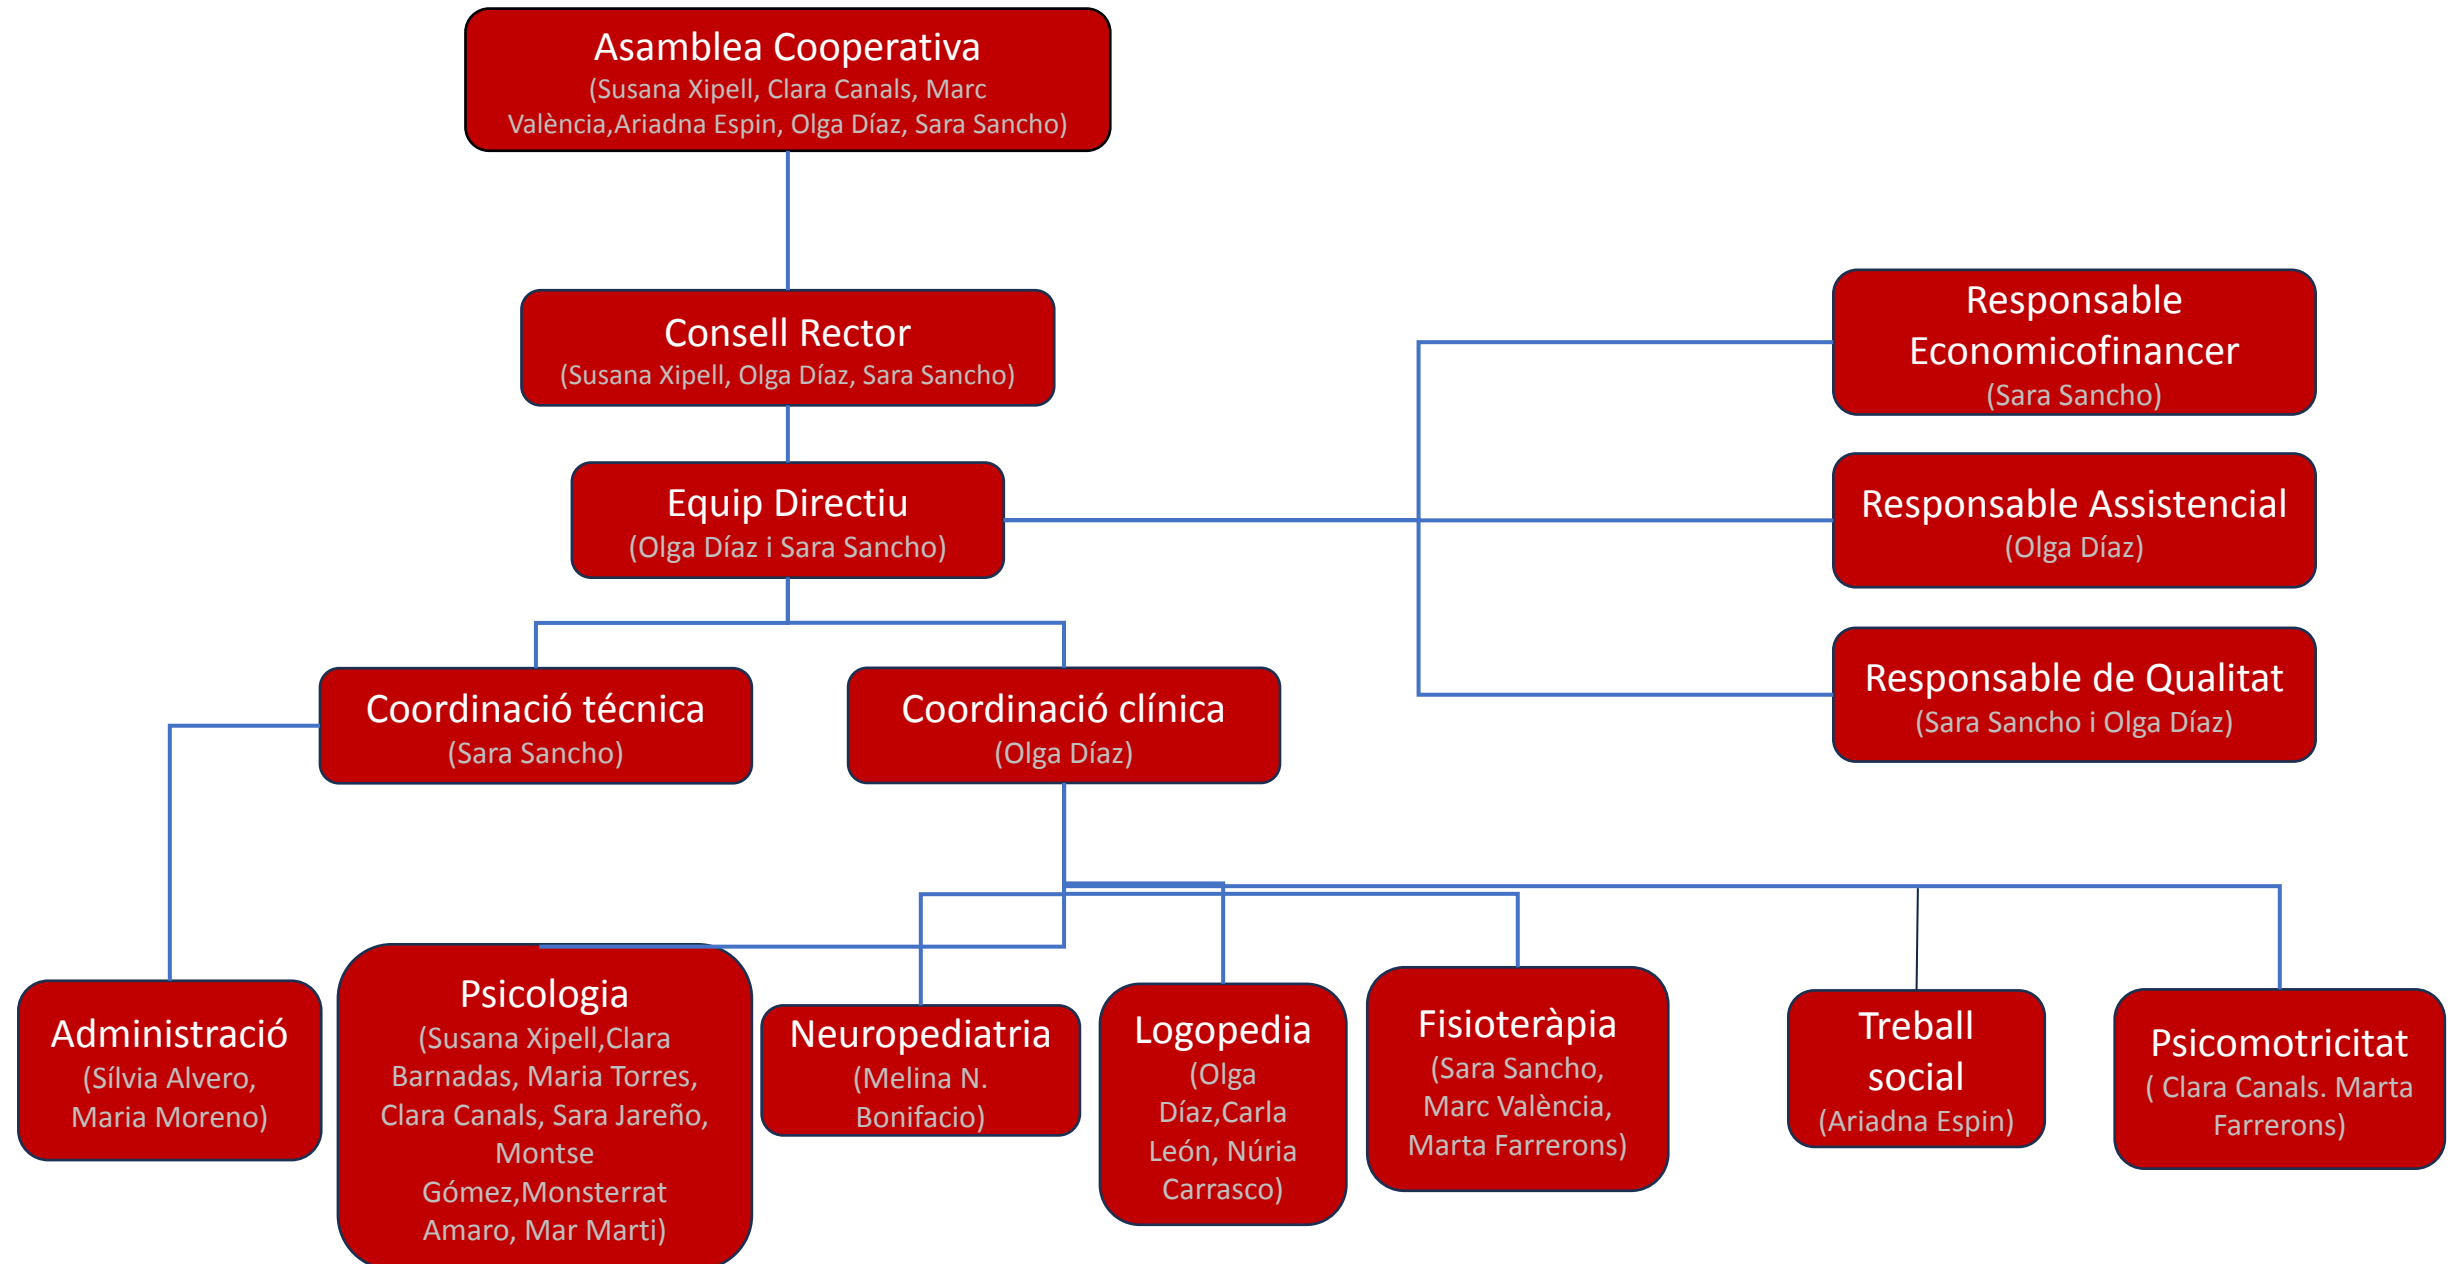 Asamblea Cooperativa
(Susana Xipell, Clara Canals, Marc
València,Ariadna Espin, Olga Díaz, Sara Sancho)
Consell Rector
(Susana Xipell, Olga Díaz, Sara Sancho)
Responsable
Economicofinancer
(Sara Sancho)
Equip Directiu
(Olga Díaz i Sara Sancho)
Responsable Assistencial
(Olga Díaz)
Responsable de Qualitat
(Sara Sancho i Olga Díaz)
Coordinació técnica
(Sara Sancho)
Coordinació clínica
(Olga Díaz)
Administració
(Sílvia Alvero,
Maria Moreno)
Psicologia
(Susana Xipell,Clara
Barnadas, Maria Torres,
Clara Canals, Sara Jareño,
Montse
Gómez,Monsterrat
Amaro, Mar Marti)
Neuropediatria
(Melina N.
Bonifacio)
Logopedia
(Olga
Díaz,Carla
León, Núria
Carrasco)
Fisioteràpia
(Sara Sancho,
Marc València,
Marta Farrerons)
Treball
social
(Ariadna Espin)
Psicomotricitat
( Clara Canals. Marta
Farrerons)